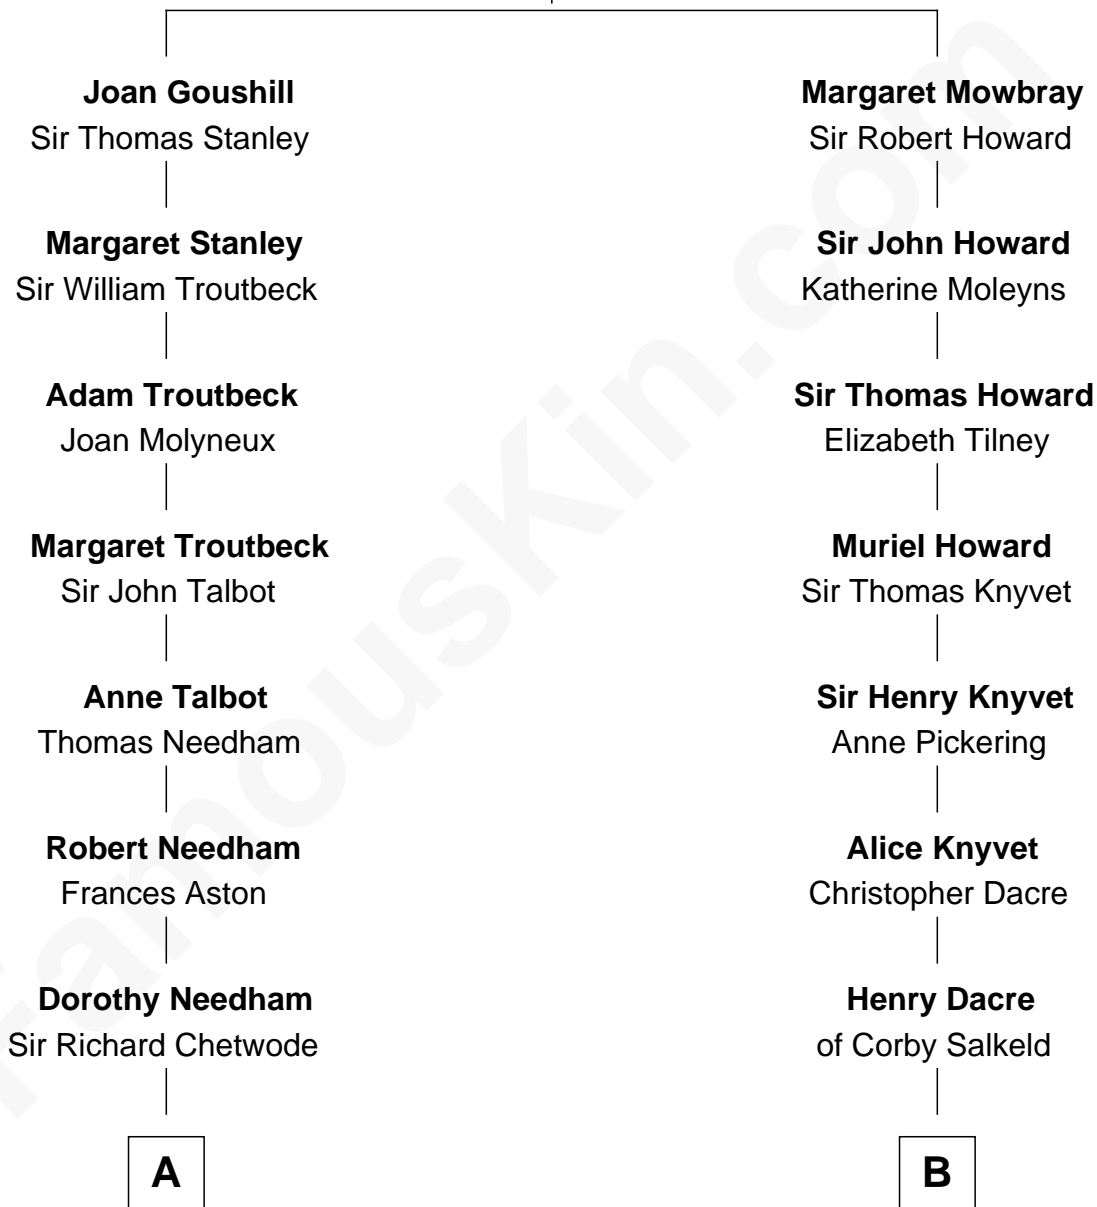 Joan Goushill
Sir Thomas Stanley
Margaret Stanley
Sir William Troutbeck
Adam Troutbeck
Joan Molyneux
Margaret Troutbeck
Sir John Talbot
Anne Talbot
Thomas Needham
Robert Needham
Frances Aston
Dorothy Needham
Sir Richard Chetwode
A
Margaret Mowbray
Sir Robert Howard
Sir John Howard
Katherine Moleyns
Sir Thomas Howard
Elizabeth Tilney
Muriel Howard
Sir Thomas Knyvet
Sir Henry Knyvet
Anne Pickering
Alice Knyvet
Christopher Dacre
Henry Dacre
of Corby Salkeld
B
FamousKin.com